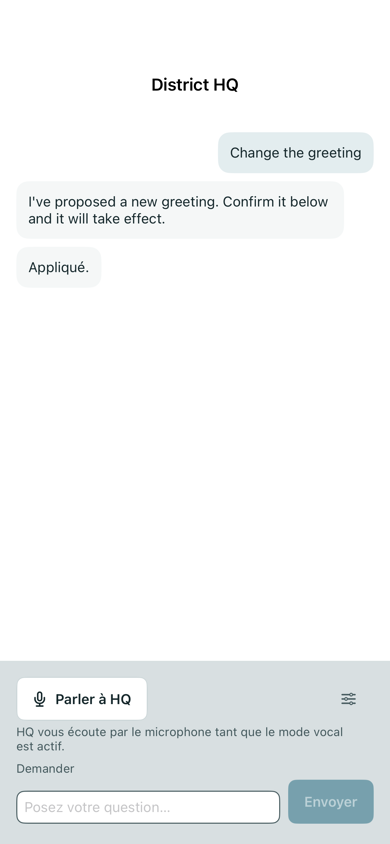 District HQ
Change the greeting
I've proposed a new greeting. Confirm it below
and it will take effect.
Appliqué.
Parler à HQ
HQ vous écoute par le microphone tant que le mode vocal
est actif.
Demander
Posez votre question...
Envoyer